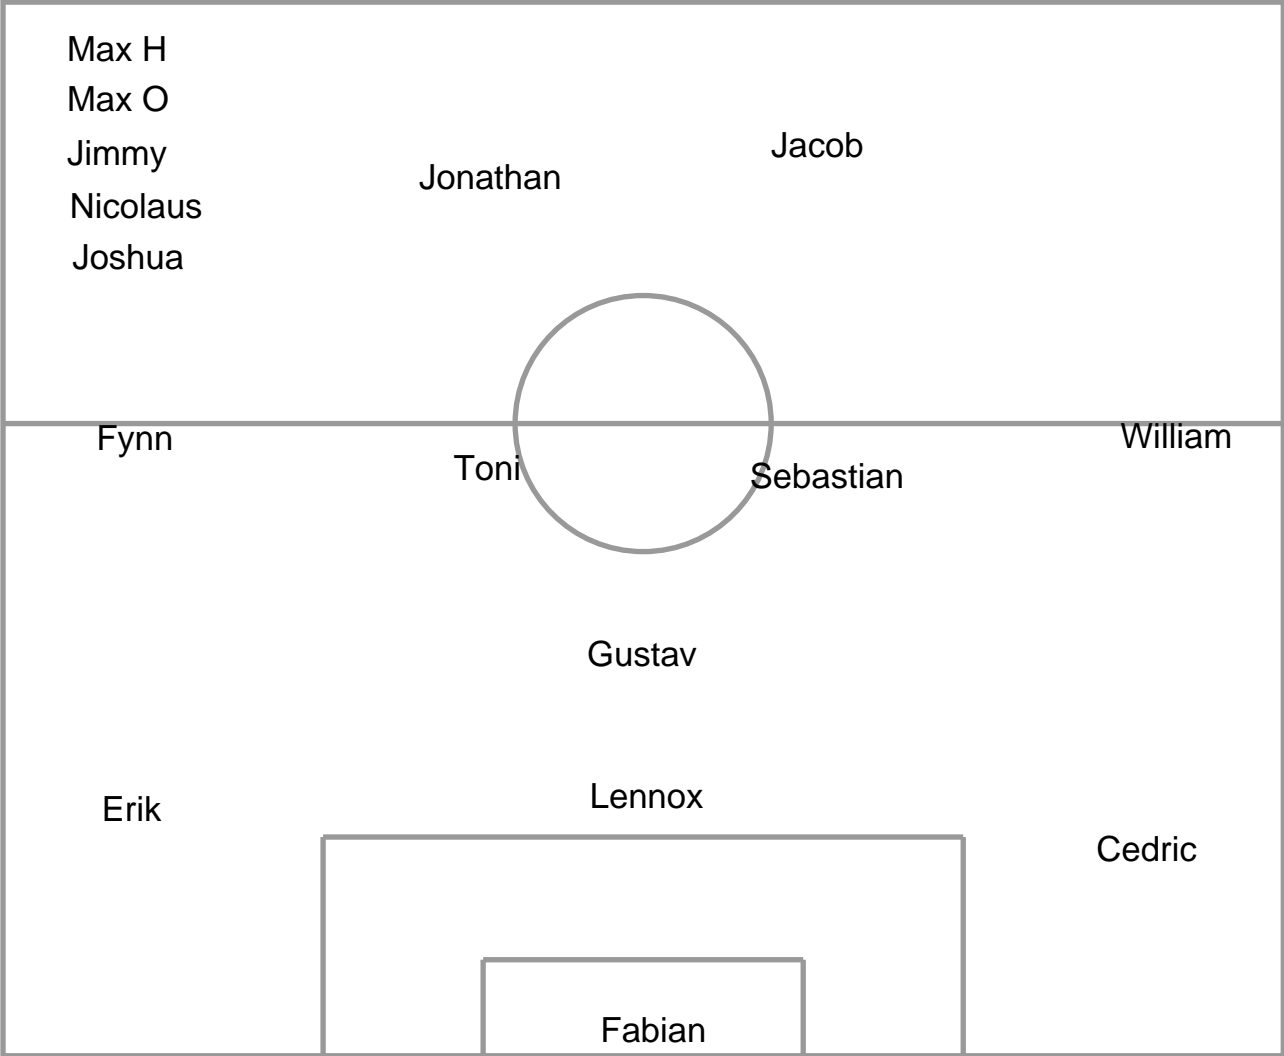 Max H
Max O
Jimmy
Nicolaus
Joshua
Jonathan
Jacob
Fynn
Toni
Sebastian
William
Gustav
Erik
Lennox
Cedric
Fabian